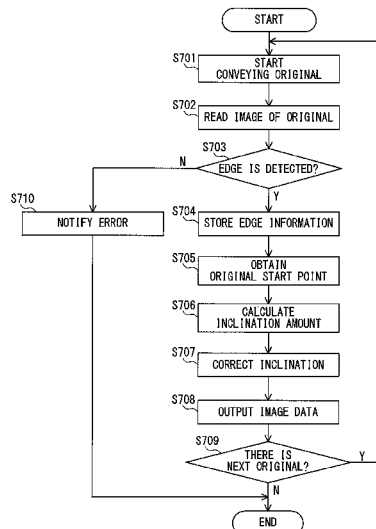 START
S701
START
CONVEYING ORIGINAL
S702
READ IMAGE OF ORIGINAL
S703
N
EDGE IS DETECTED?
S710
Y
NOTIFY ERROR
S704
STORE EDGE INFORMATION
S705
OBTAIN
ORIGINAL START POINT
S706
CALCULATE
INCLINATION AMOUNT
S707
CORRECT INCLINATION
S708
OUTPUT IMAGE DATA
S709
THERE IS
NEXT ORIGINAL?
Y
N
END